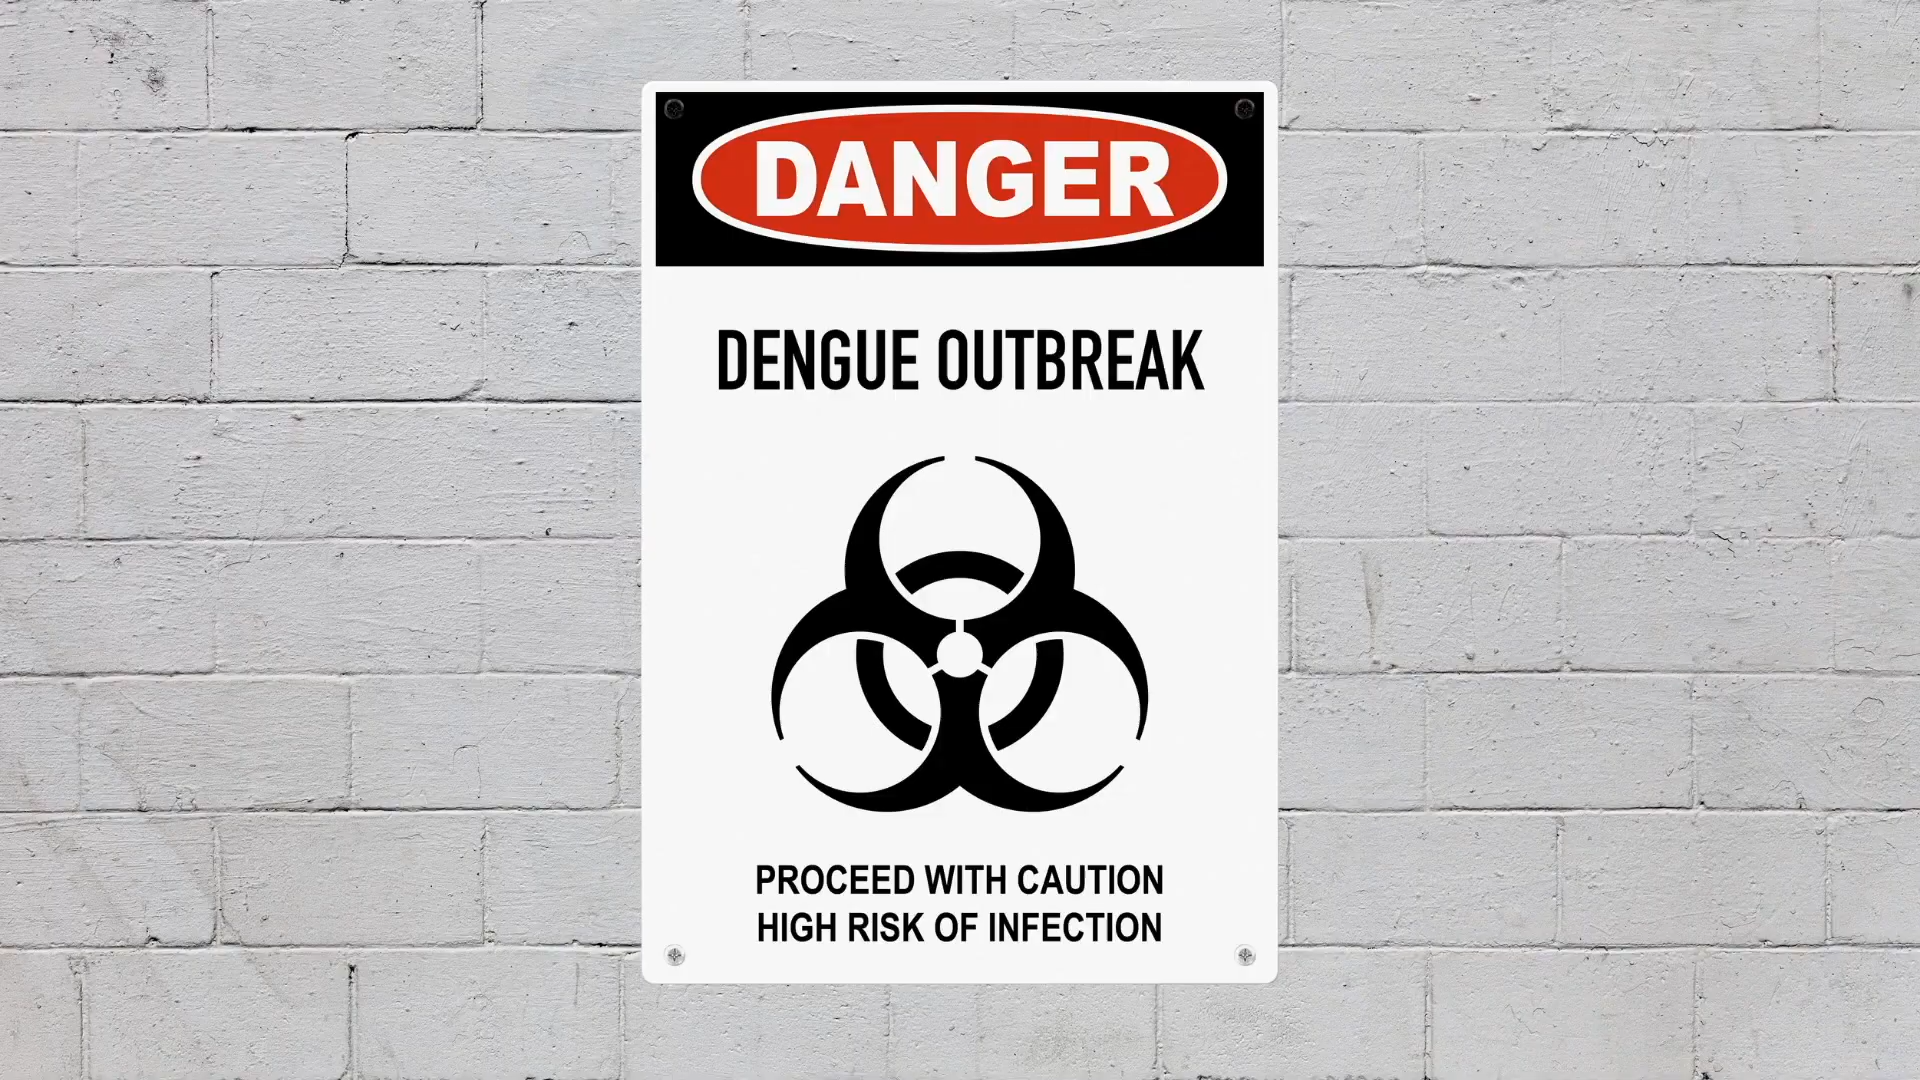 DANGER
DENGUE OUTBREAK
PROCEED WITH CAUTION
HIGH RISK OF INFECTION